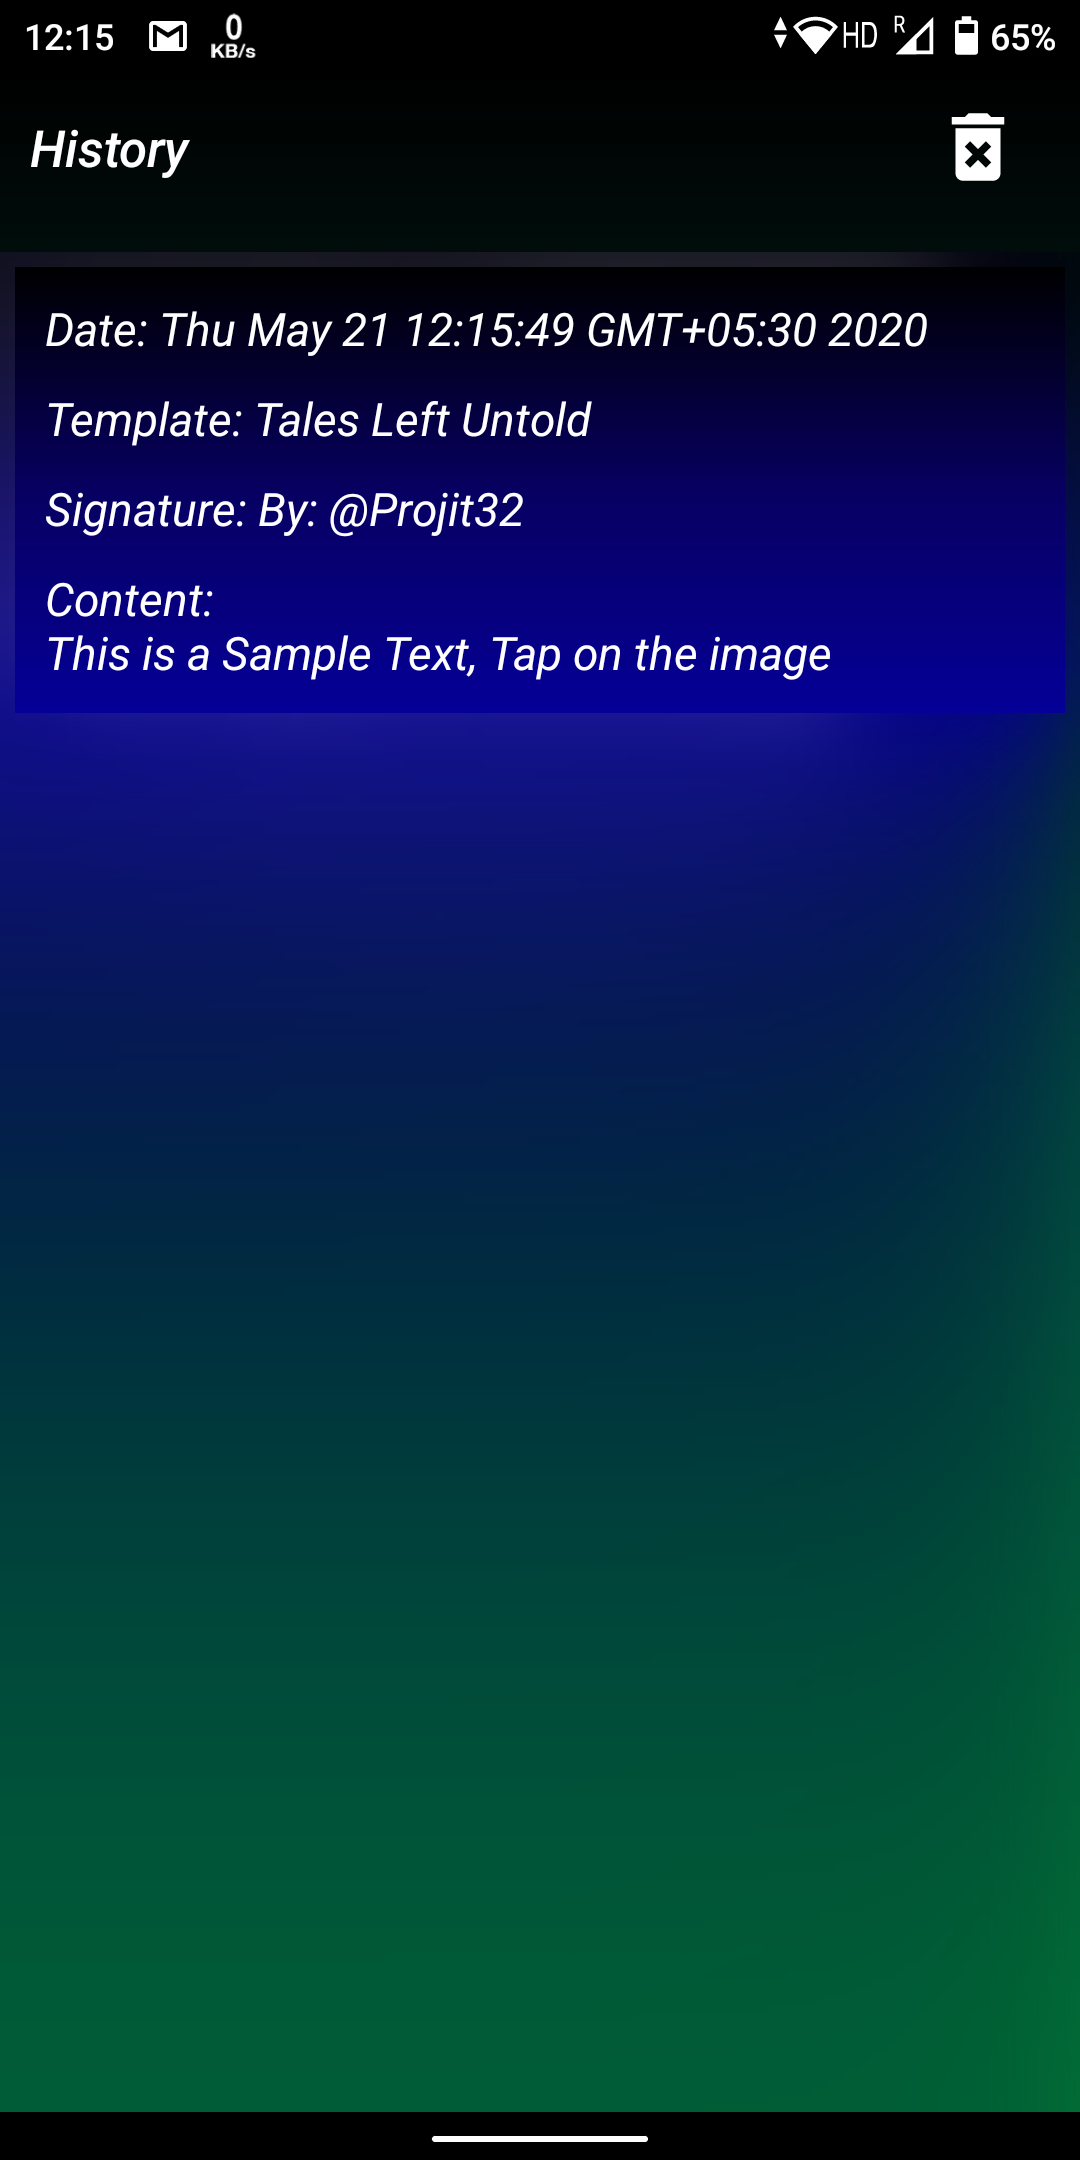 12:15 0 KB/s HD R 65%
History
Date: Thu May 21 12:15:49 GMT+05:30 2020
Template: Tales Left Untold
Signature: By: @Projit32
Content:
This is a Sample Text, Tap on the image